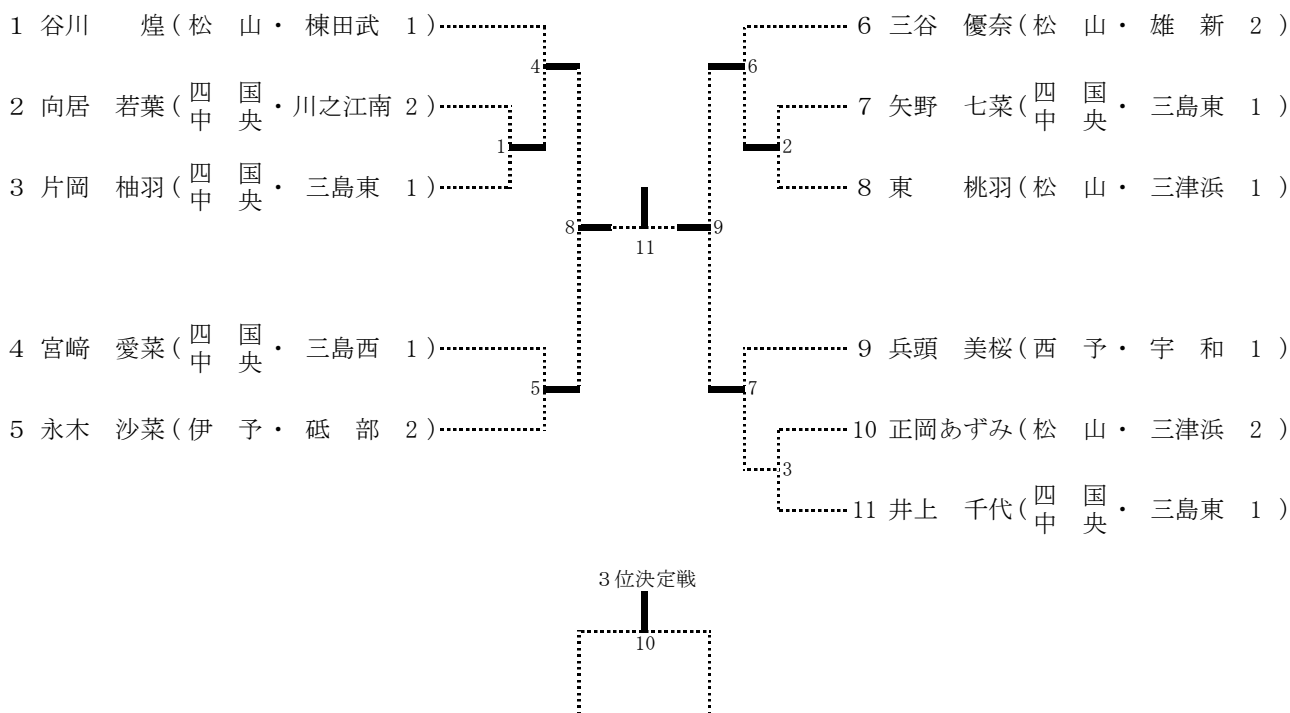 1 谷川　煌(松　山・棟田武 1)
4
2 向居　若葉(四国中央・川之江南 2)
1
3 片岡　柚羽(四国中央・三島東 1)
8
4 宮﨑　愛菜(四国中央・三島西 1)
5
5 永木　沙菜(伊　予・砥　部 2)
11
6 三谷　優奈(松　山・雄　新 2)
6
7 矢野　七菜(四国中央・三島東 1)
2
8 東　桃羽(松　山・三津浜 1)
9
9 兵頭　美桜(西　予・宇　和 1)
7
10 正岡あずみ(松　山・三津浜 2)
3
11 井上　千代(四国中央・三島東 1)
３位決定戦
10